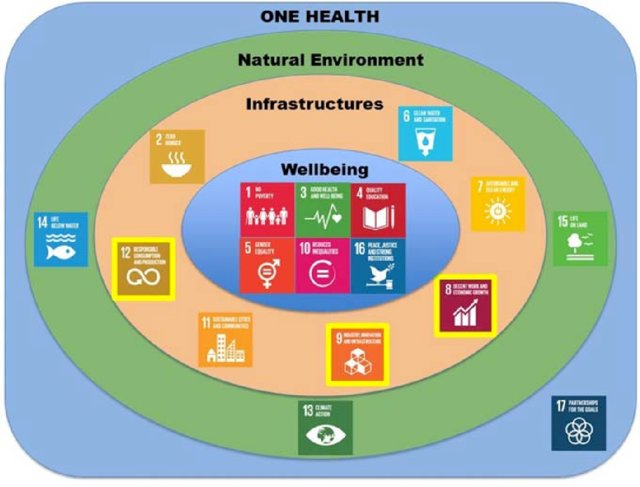 ONE HEALTH
Natural Environment
Infrastructures
6 CLEAN WATER
AND SANITATION
2 ZERO
HUNGER
Wellbeing
1 NO
POVERTY
3 GOOD HEALTH
AND WELL-BEING
4 QUALITY
EDUCATION
7 AFFORDABLE AND
CLEAN ENERGY
14 LIFE
BELOW WATER
15 LIFE
ON LAND
5 GENDER
EQUALITY
10 REDUCED
INEQUALITIES
16 PEACE, JUSTICE
AND STRONG
INSTITUTIONS
12 RESPONSIBLE
CONSUMPTION
AND PRODUCTION
8 DECENT WORK AND
ECONOMIC GROWTH
11 SUSTAINABLE CITIES
AND COMMUNITIES
9 INDUSTRY, INNOVATION
AND INFRASTRUCTURE
13 CLIMATE
ACTION
17 PARTNERSHIPS
FOR THE GOALS